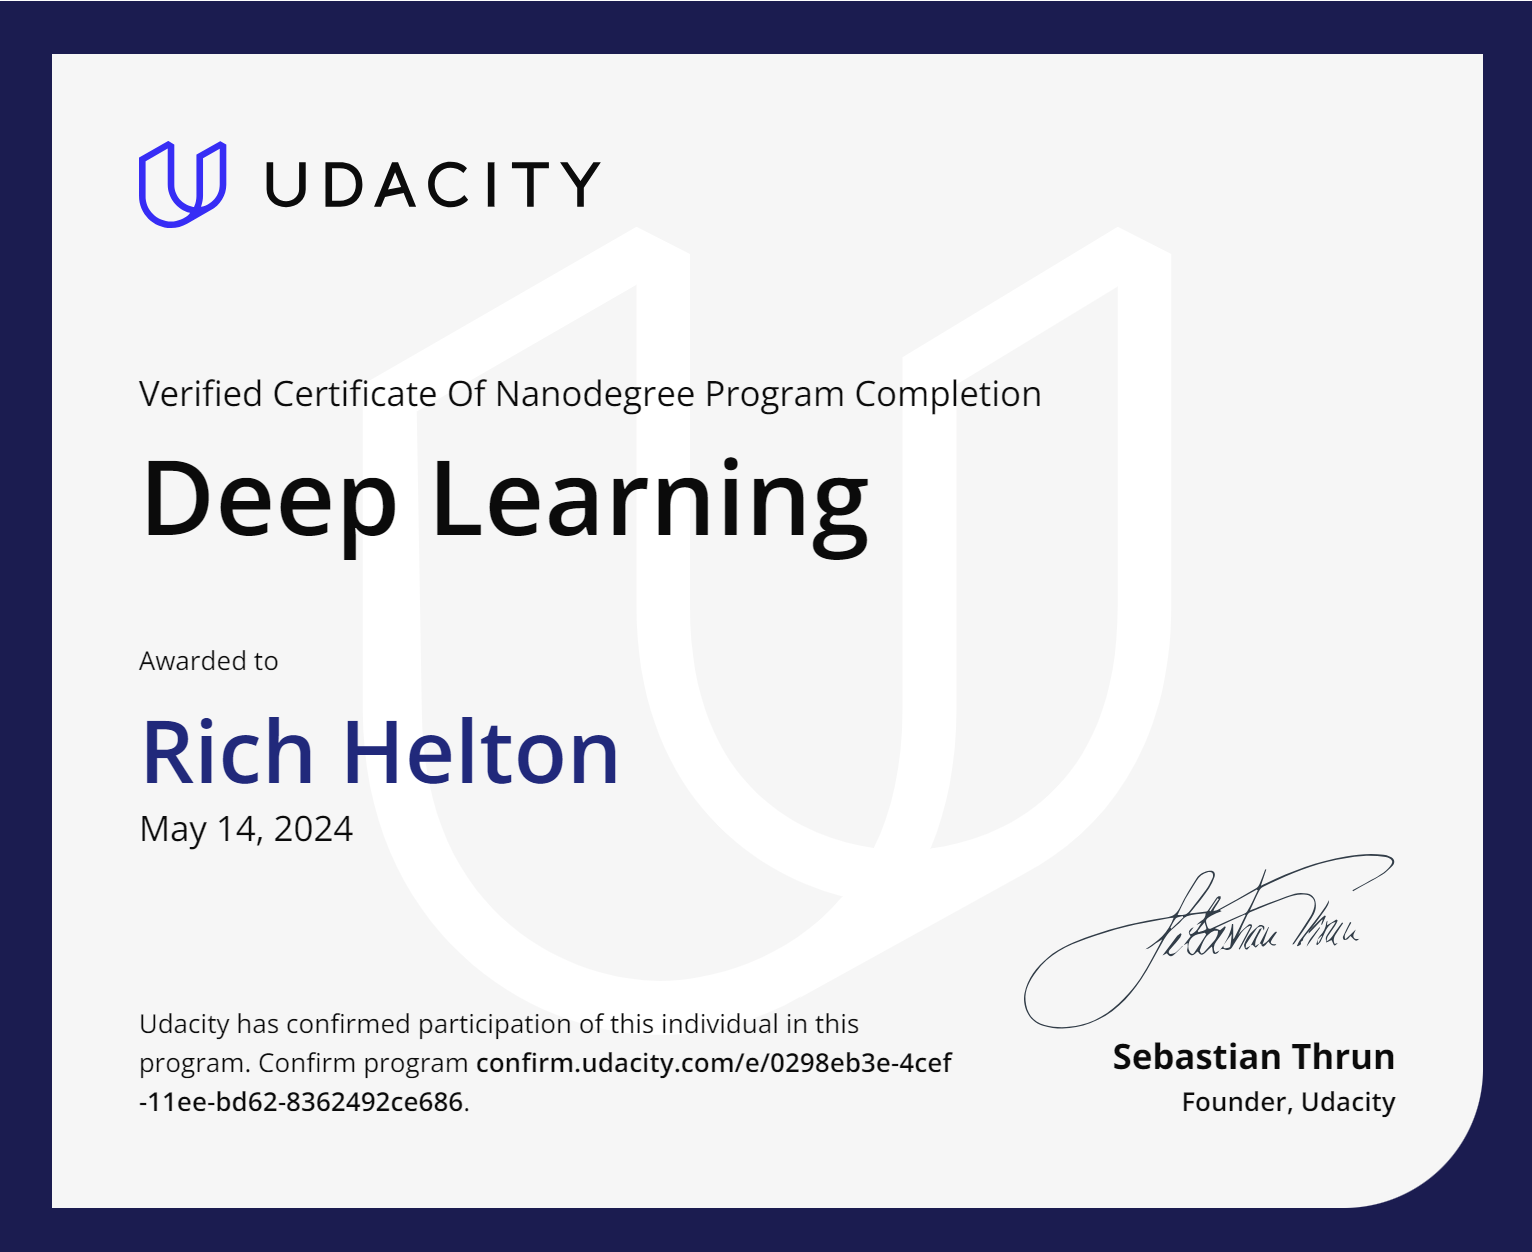 UDACITY
Verified Certificate Of Nanodegree Program Completion
Deep Learning
Awarded to
Rich Helton
May 14, 2024
Udacity has confirmed participation of this individual in this
program. Confirm program confirm.udacity.com/e/0298eb3e-4cef
-11ee-bd62-8362492ce686.
Sebastian Thrun
Sebastian Thrun
Founder, Udacity